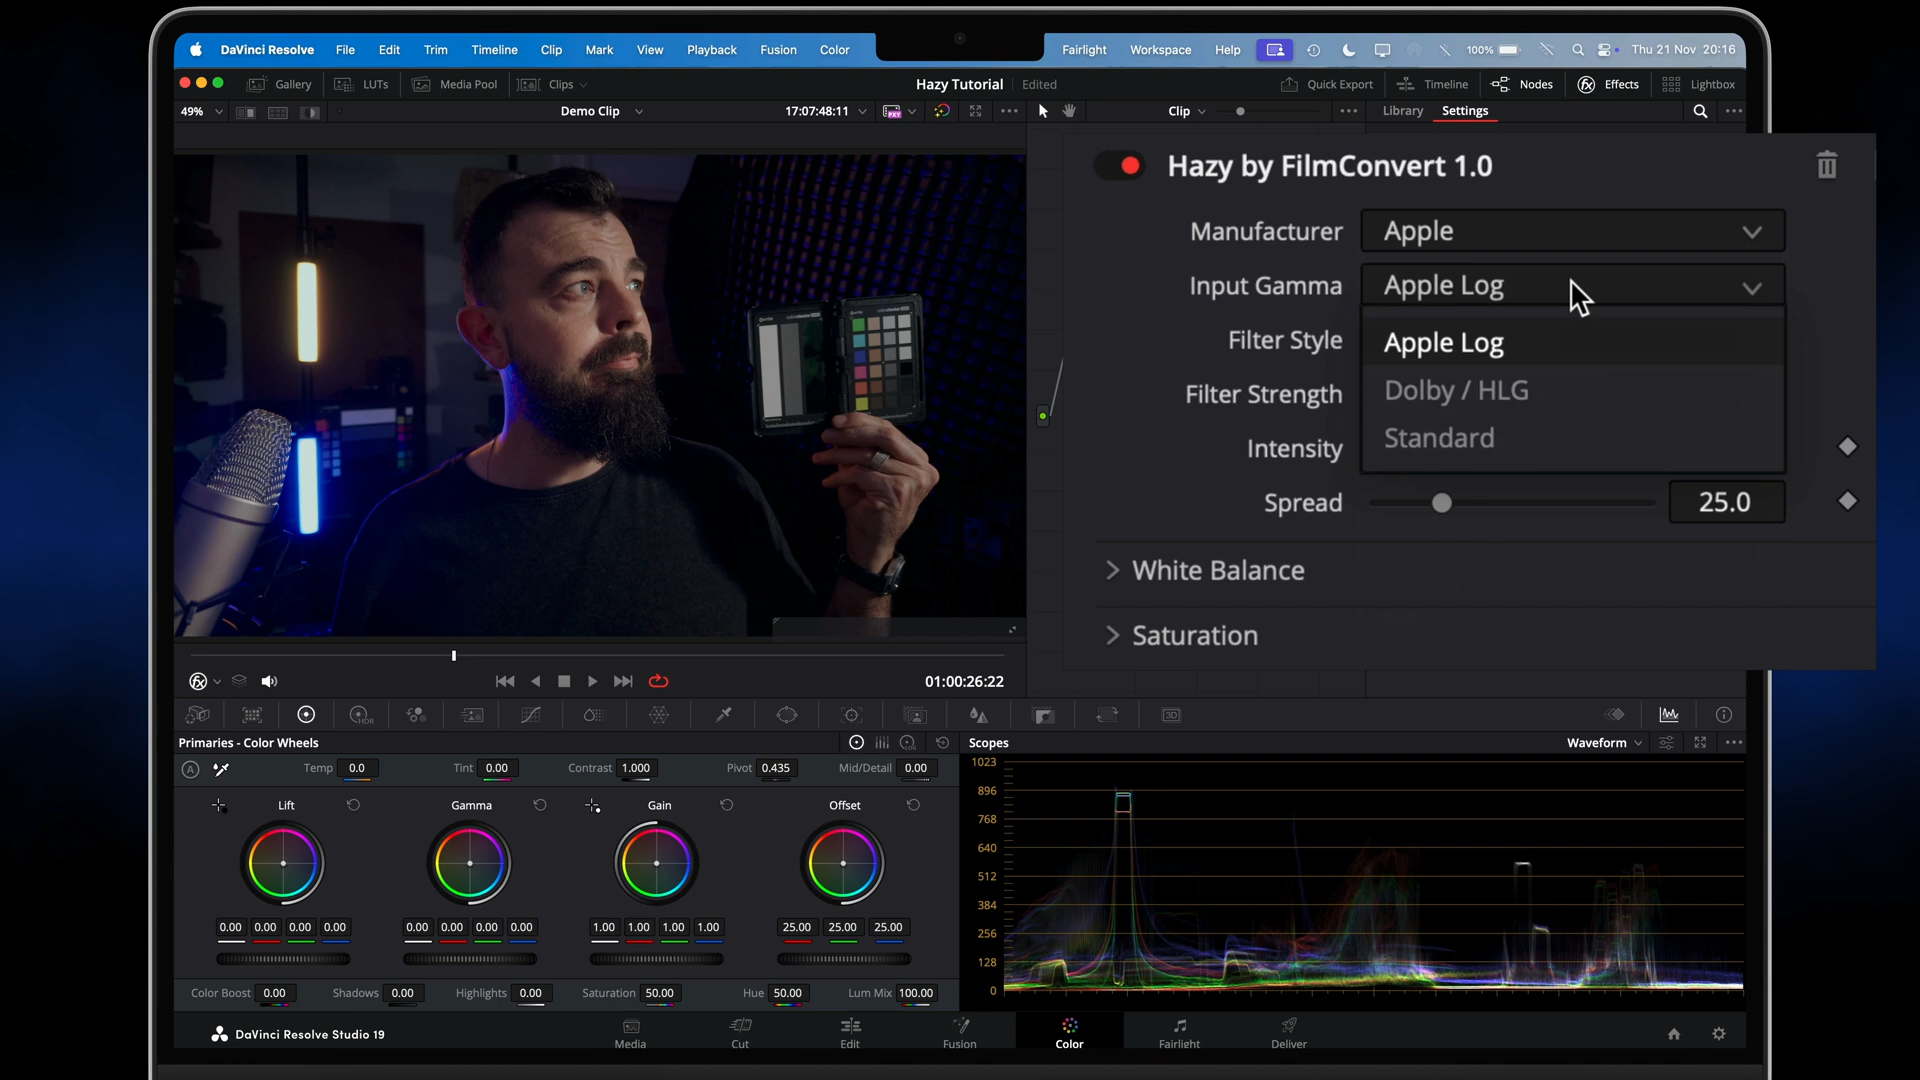 DaVinci Resolve File Edit Trim Timeline Clip Mark View Playback Fusion Color Fairlight Workspace Help 100% Thu 21 Nov 20:16
Gallery LUTs Media Pool Clips Hazy Tutorial Edited Quick Export Timeline Nodes Effects Lightbox
49% Demo Clip 17:07:48:11 PXY Clip Library Settings
Hazy by FilmConvert 1.0
Manufacturer Apple
Input Gamma Apple Log
Filter Style Apple Log
Filter Strength Dolby / HLG
Intensity Standard
Spread 25.0
White Balance
Saturation
01:00:26:22
HDR 3D
Primaries - Color Wheels Scopes Waveform
A Temp 0.0 Tint 0.00 Contrast 1.000 Pivot 0.435 Mid/Detail 0.00
Lift Gamma Gain Offset
0.00 0.00 0.00 0.00 0.00 0.00 0.00 0.00 1.00 1.00 1.00 1.00 25.00 25.00 25.00
Color Boost 0.00 Shadows 0.00 Highlights 0.00 Saturation 50.00 Hue 50.00 Lum Mix 100.00
1023
896
768
640
512
384
256
128
0
DaVinci Resolve Studio 19 Media Cut Edit Fusion Color Fairlight Deliver